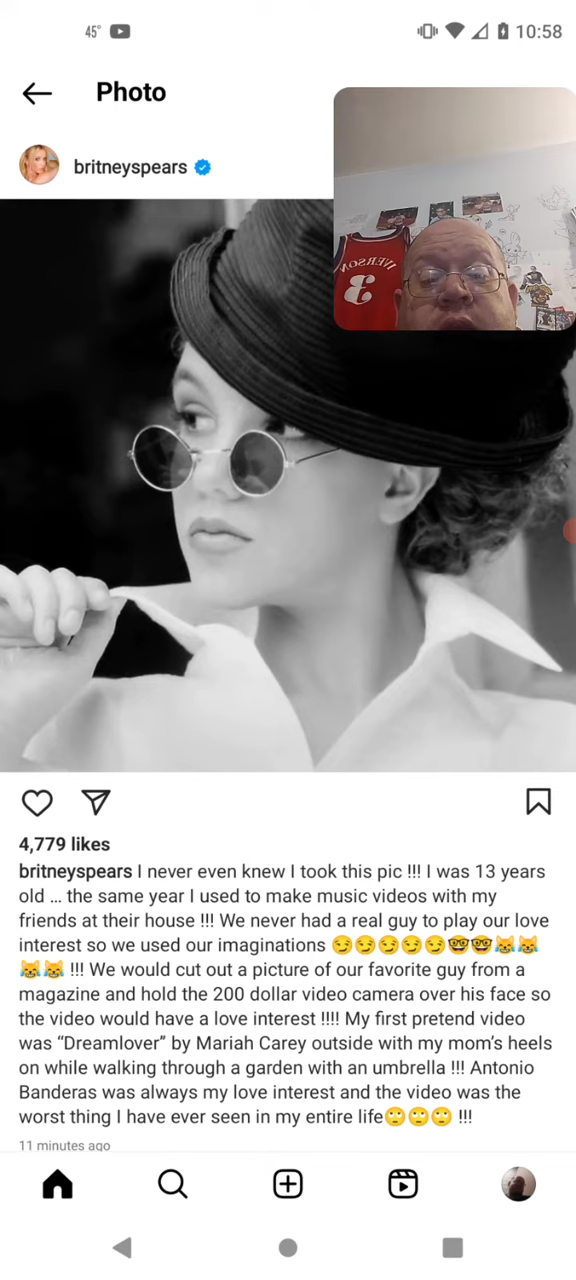 45° 10:58
Photo
britneyspears
IVERSON
3
4,779 likes
britneyspears I never even knew I took this pic !!! I was 13 years
old ... the same year I used to make music videos with my
friends at their house !!! We never had a real guy to play our love
interest so we used our imaginations 😏😏😏😏😏🤓🤓😹😹
😹😹 !!! We would cut out a picture of our favorite guy from a
magazine and hold the 200 dollar video camera over his face so
the video would have a love interest !!!! My first pretend video
was “Dreamlover” by Mariah Carey outside with my mom’s heels
on while walking through a garden with an umbrella !!! Antonio
Banderas was always my love interest and the video was the
worst thing I have ever seen in my entire life🙄🙄🙄 !!!
11 minutes ago